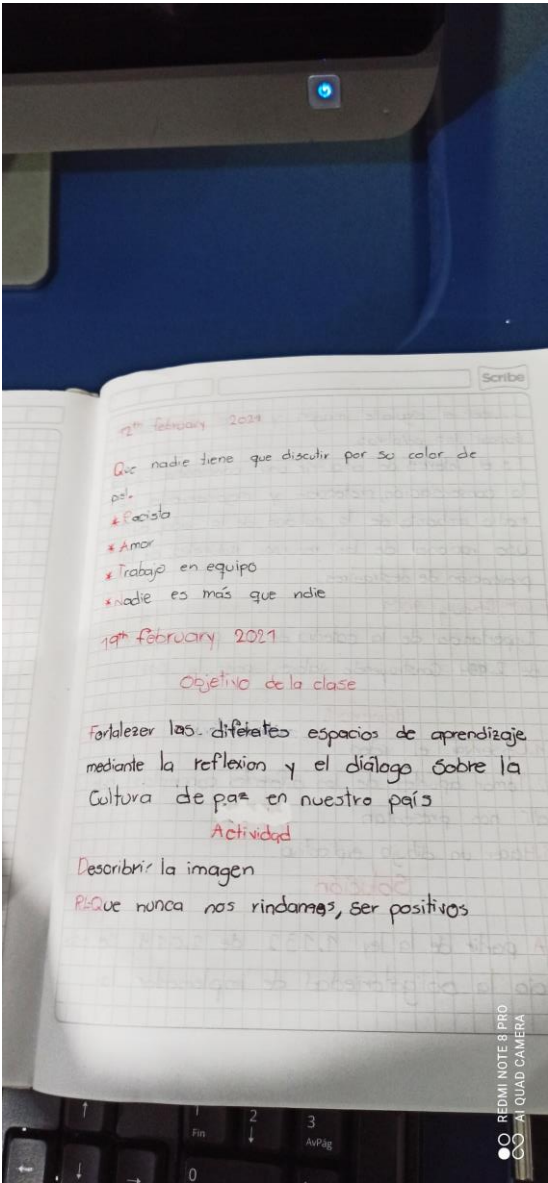 Scribe
12th february 2021
Que nadie tiene que discutir por su color de
piel.
* Racista
* Amor
* Trabajo en equipo
* Nadie es más que ndie
19th february 2021
Objetivo de la clase
Fortalezer las difetetes espacios de aprendizaje
mediante la reflexion y el diálogo sobre la
Cultura de paz en nuestro país
Actividad
Describrir la imagen
R/Que nunca nos rindamos, ser positivos
REDMI NOTE 8 PRO
AI QUAD CAMERA
1
Fin
2
3
AvPág
0